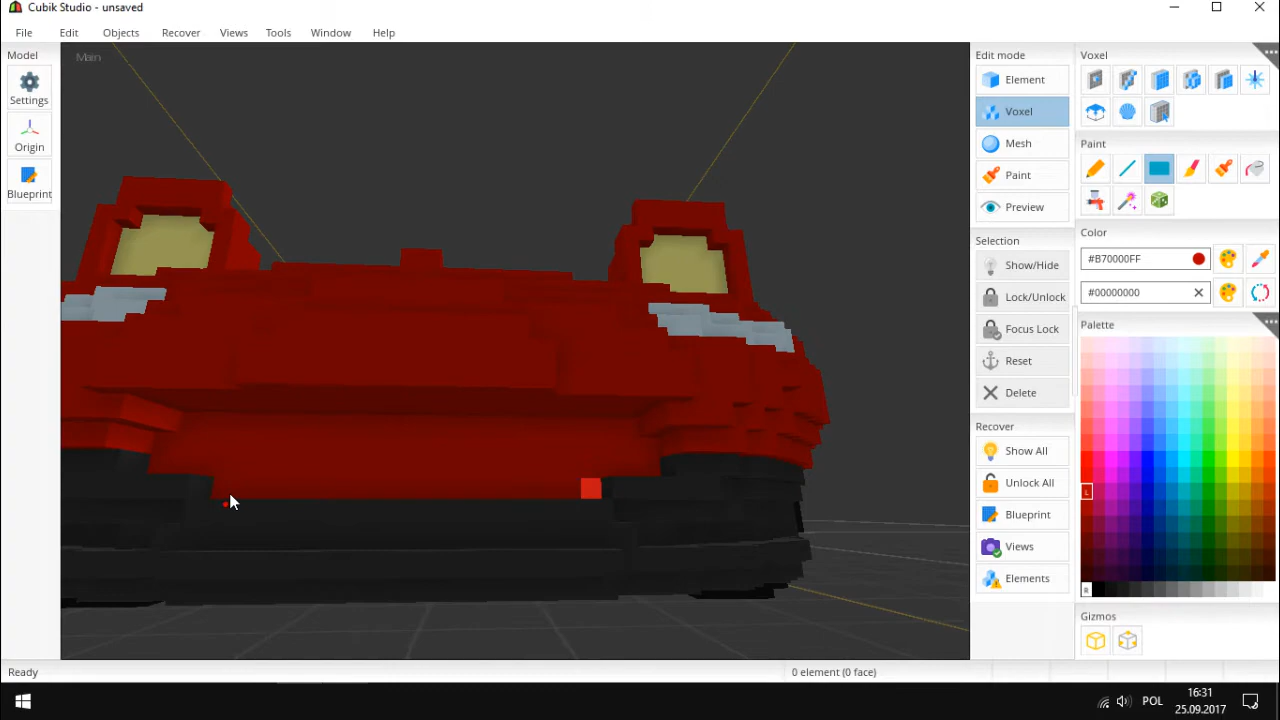 Cubik Studio - unsaved
File Edit Objects Recover Views Tools Window Help
Model
Settings
Origin
Blueprint
Main
Edit mode
Element
Voxel
Mesh
Paint
Preview
Selection
Show/Hide
Lock/Unlock
Focus Lock
Reset
Delete
Recover
Show All
Unlock All
Blueprint
Views
Elements
Voxel
Paint
Color
#B70000FF
#00000000
Palette
L
R
Gizmos
Ready
0 element (0 face)
POL
16:31
25.09.2017